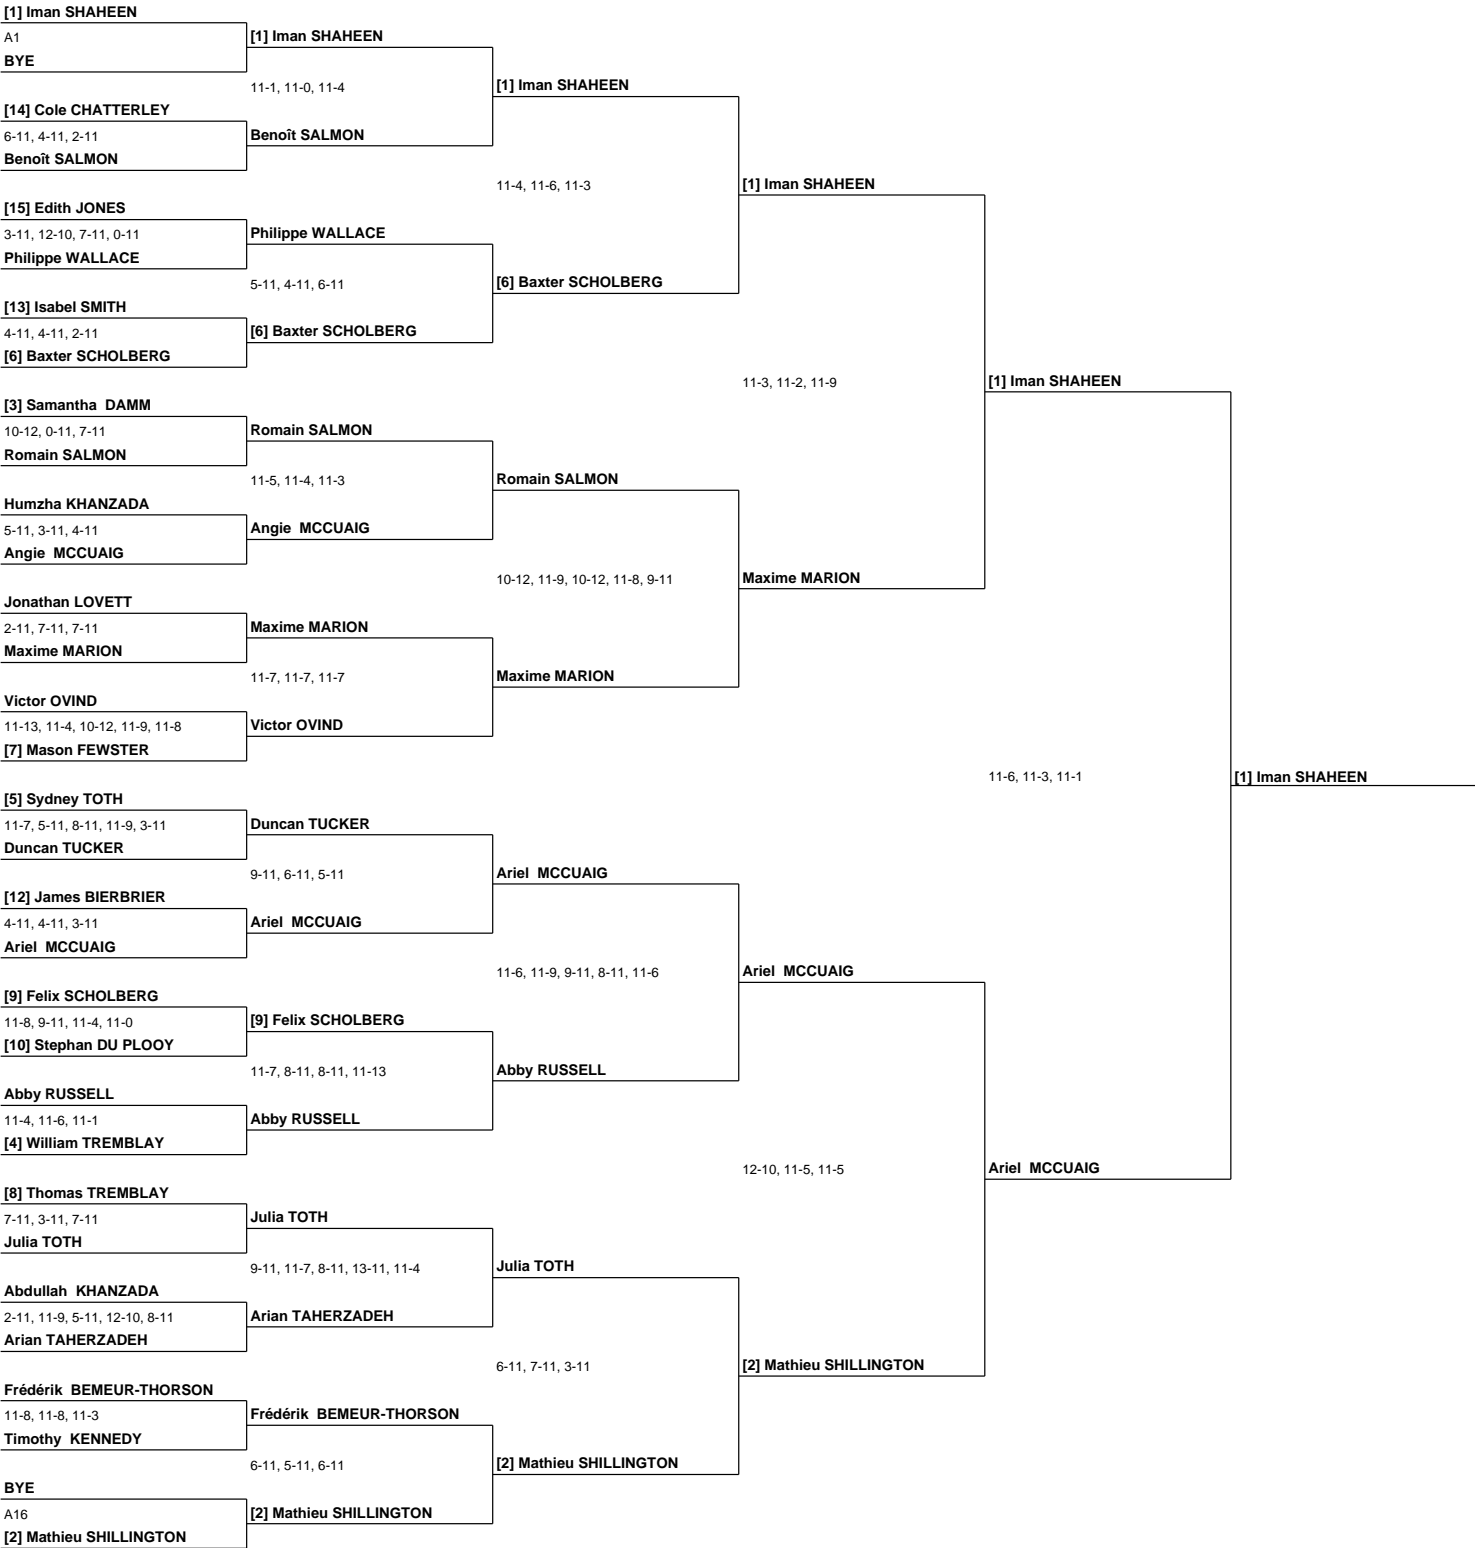 [1] Iman SHAHEEN
A1
BYE
[14] Cole CHATTERLEY
6-11, 4-11, 2-11
Benoît SALMON
[15] Edith JONES
3-11, 12-10, 7-11, 0-11
Philippe WALLACE
[13] Isabel SMITH
4-11, 4-11, 2-11
[6] Baxter SCHOLBERG
[3] Samantha  DAMM
10-12, 0-11, 7-11
Romain SALMON
Humzha KHANZADA
5-11, 3-11, 4-11
Angie  MCCUAIG
Jonathan LOVETT
2-11, 7-11, 7-11
Maxime MARION
Victor OVIND
11-13, 11-4, 10-12, 11-9, 11-8
[7] Mason FEWSTER
[5] Sydney TOTH
11-7, 5-11, 8-11, 11-9, 3-11
Duncan TUCKER
[12] James BIERBRIER
4-11, 4-11, 3-11
Ariel  MCCUAIG
[9] Felix SCHOLBERG
11-8, 9-11, 11-4, 11-0
[10] Stephan DU PLOOY
Abby RUSSELL
11-4, 11-6, 11-1
[4] William TREMBLAY
[8] Thomas TREMBLAY
7-11, 3-11, 7-11
Julia TOTH
Abdullah  KHANZADA
2-11, 11-9, 5-11, 12-10, 8-11
Arian TAHERZADEH
Frédérik  BEMEUR-THORSON
11-8, 11-8, 11-3
Timothy  KENNEDY
BYE
A16
[2] Mathieu SHILLINGTON
[1] Iman SHAHEEN
11-1, 11-0, 11-4
Benoît SALMON
Philippe WALLACE
5-11, 4-11, 6-11
[6] Baxter SCHOLBERG
Romain SALMON
11-5, 11-4, 11-3
Angie  MCCUAIG
Maxime MARION
11-7, 11-7, 11-7
Victor OVIND
Duncan TUCKER
9-11, 6-11, 5-11
Ariel  MCCUAIG
[9] Felix SCHOLBERG
11-7, 8-11, 8-11, 11-13
Abby RUSSELL
Julia TOTH
9-11, 11-7, 8-11, 13-11, 11-4
Arian TAHERZADEH
Frédérik  BEMEUR-THORSON
6-11, 5-11, 6-11
[2] Mathieu SHILLINGTON
[1] Iman SHAHEEN
11-4, 11-6, 11-3
[6] Baxter SCHOLBERG
Romain SALMON
10-12, 11-9, 10-12, 11-8, 9-11
Maxime MARION
Ariel  MCCUAIG
11-6, 11-9, 9-11, 8-11, 11-6
Abby RUSSELL
Julia TOTH
6-11, 7-11, 3-11
[2] Mathieu SHILLINGTON
[1] Iman SHAHEEN
11-3, 11-2, 11-9
Maxime MARION
Ariel  MCCUAIG
12-10, 11-5, 11-5
[2] Mathieu SHILLINGTON
[1] Iman SHAHEEN
11-6, 11-3, 11-1
Ariel  MCCUAIG
[1] Iman SHAHEEN